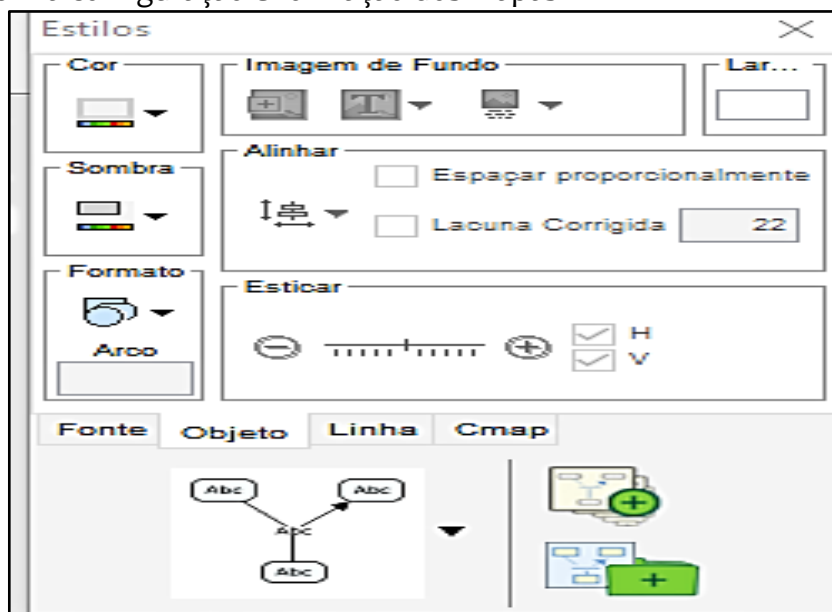 Estilos
Cor
Imagem de Fundo
Lar...
T
Alinhar
Espaçar proporcionalmente
Sombra
Lacuna Corrigida 22
Formato
Esticar
H
V
Arco
Fonte Objeto Linha Cmap
Abc Abc
Abc
Abc